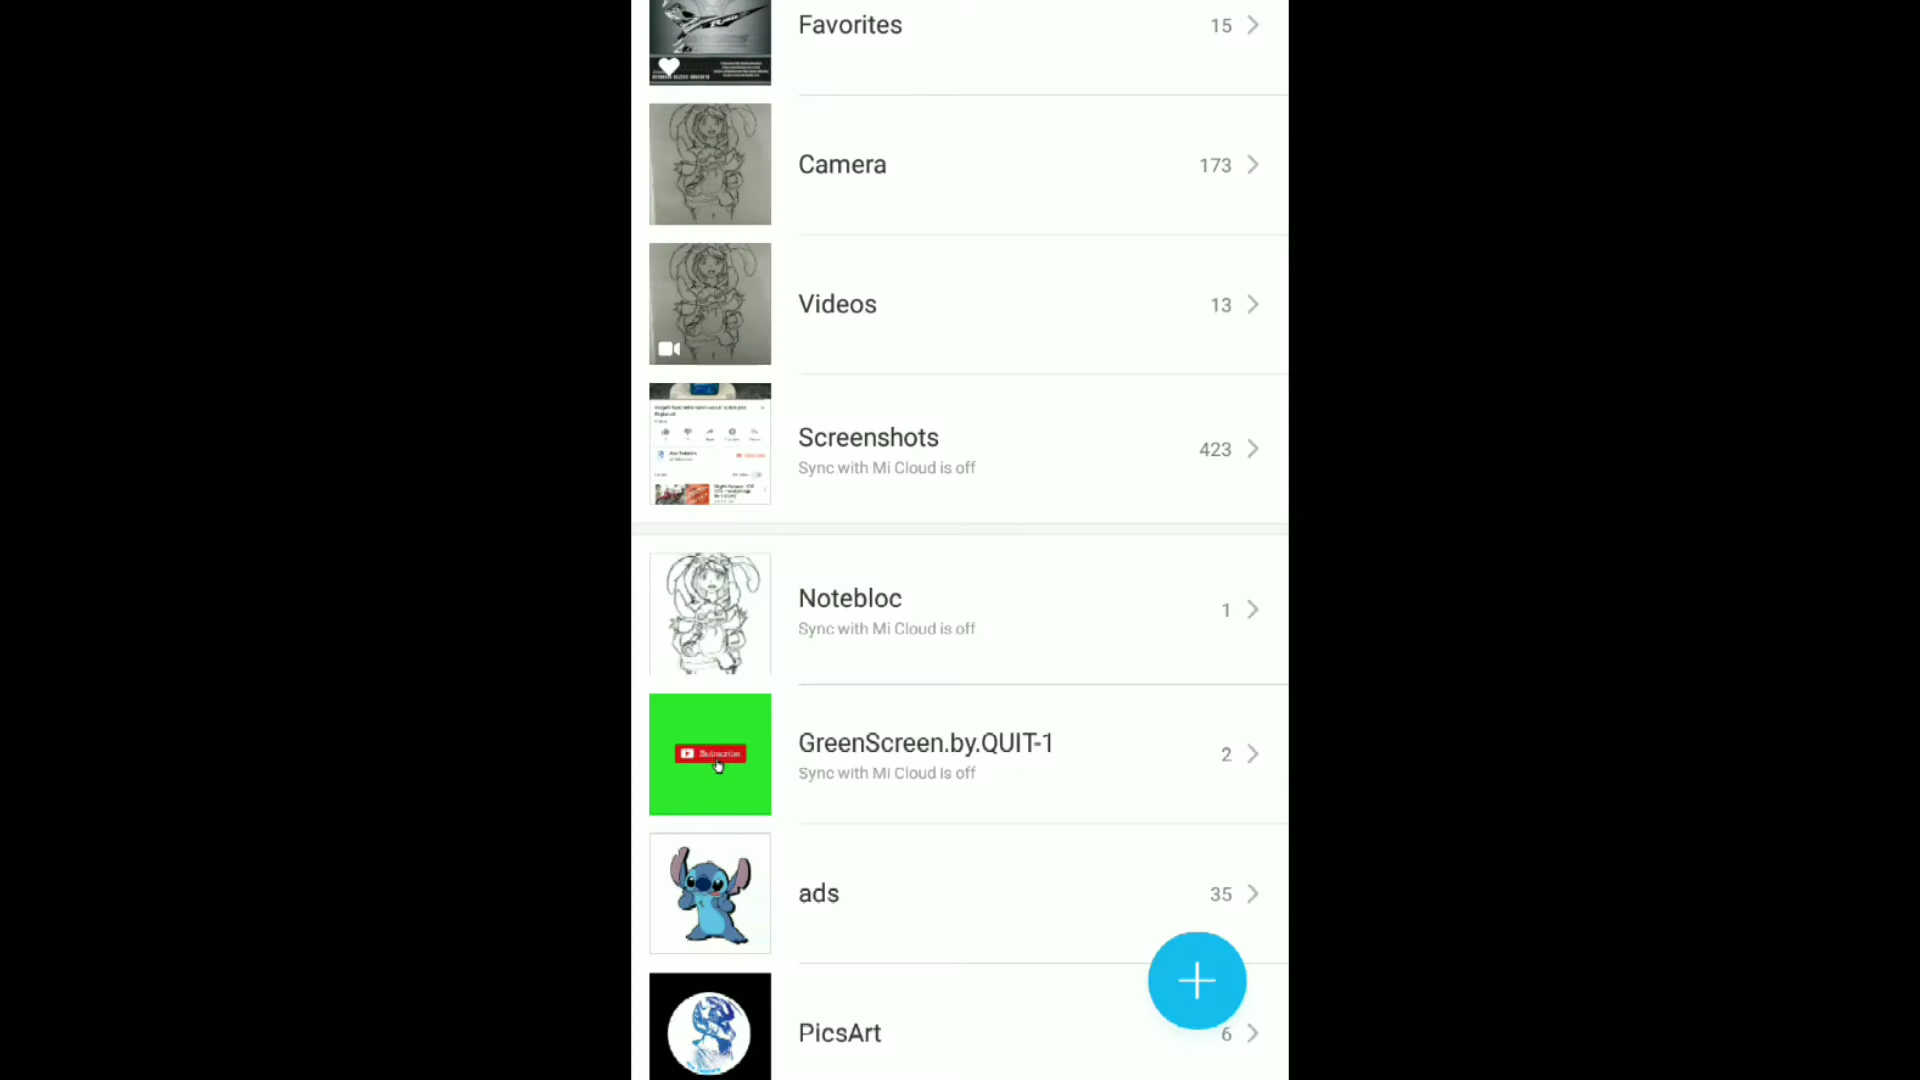 Favorites
15
Camera
173
Videos
13
Screenshots
Sync with Mi Cloud is off
423
Notebloc
Sync with Mi Cloud is off
1
Subscribe
GreenScreen.by.QUIT-1
Sync with Mi Cloud is off
2
ads
35
PicsArt
6